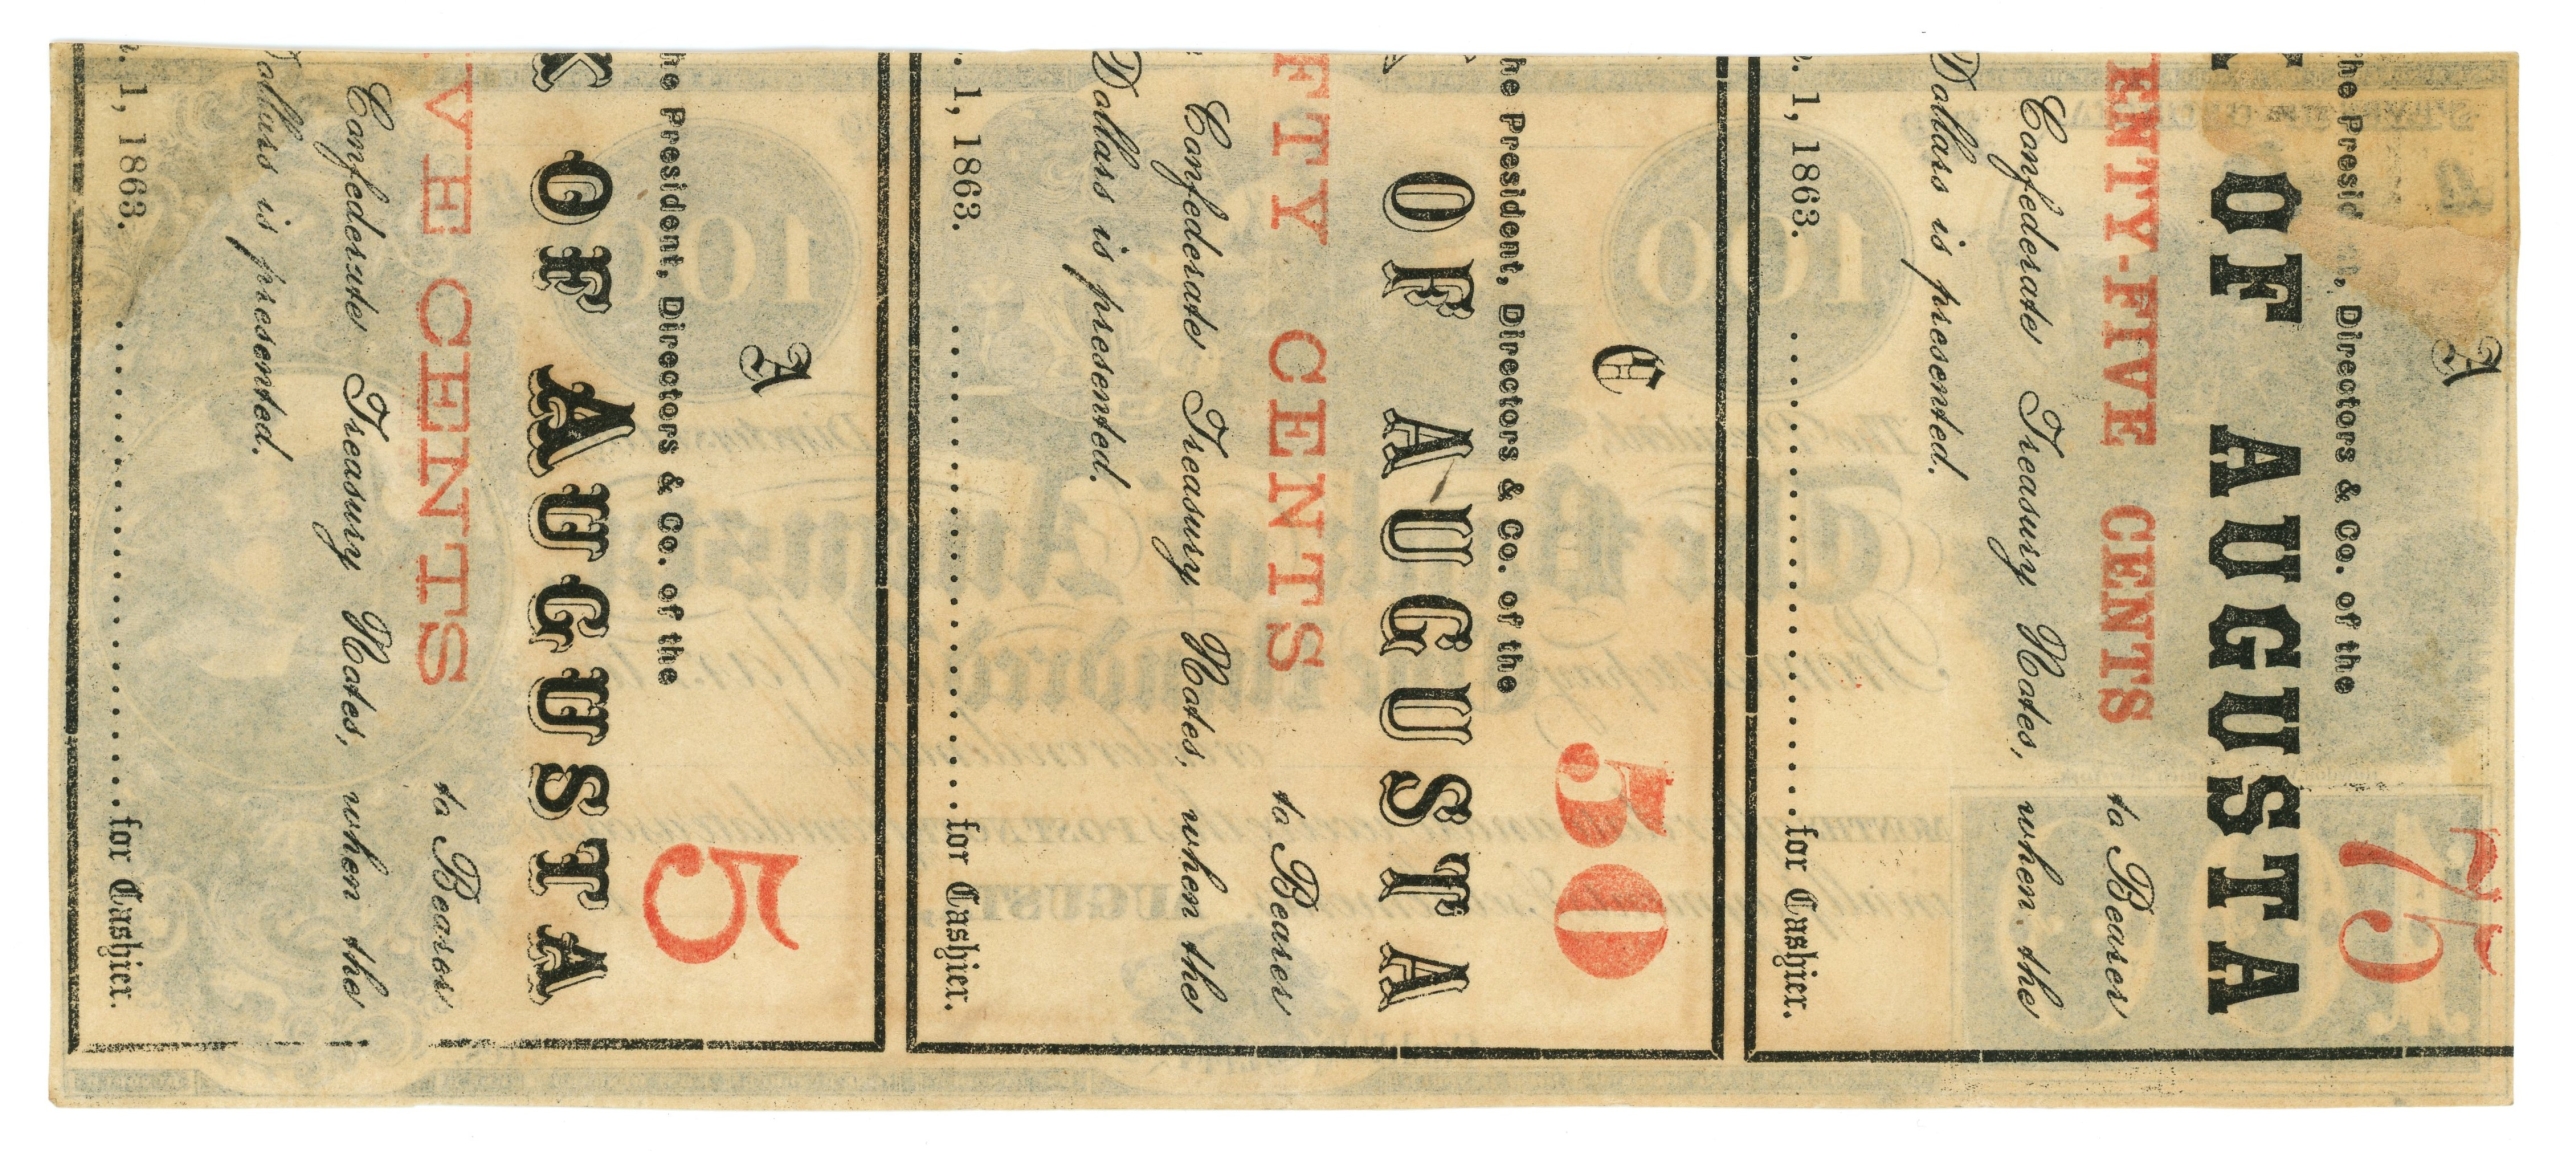 A
75
he Presid t, Directors & Co. of the
OF AUGUSTA
ENTY-FIVE CENTS to Bearer
Confederate Treasury Notes, when the
Dollars is presented.
. 1, 1863. ........................ for Cashier.
C
50
he President, Directors & Co. of the
OF AUGUSTA
FTY CENTS to Bearer
Confederate Treasury Notes, when the
Dollars is presented.
. 1, 1863. ........................ for Cashier.
A
5
he President, Directors & Co. of the
K OF AUGUSTA
VE CENTS to Bearer
Confederate Treasury Notes, when the
Dollars is presented.
. 1, 1863. ........................ for Cashier.